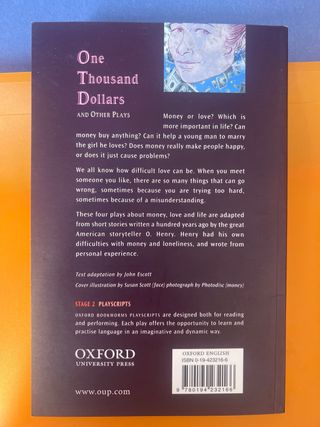 One
Thousand
Dollars
AND OTHER PLAYS
Money or love? Which is
more important in life? Can
money buy anything? Can it help a young man to marry
the girl he loves? Does money really make people happy,
or does it just cause problems?
We all know how difficult love can be. When you meet
someone you like, there are so many things that can go
wrong, sometimes because you are trying too hard,
sometimes because of a misunderstanding.
These four plays about money, love and life are adapted
from short stories written a hundred years ago by the great
American storyteller O. Henry. Henry had his own
difficulties with money and loneliness, and wrote from
personal experience.
Text adaptation by John Escott
Cover illustration by Susan Scott (face) photograph by Photodisc (money)
STAGE 2 PLAYSCRIPTS
OXFORD BOOKWORMS PLAYSCRIPTS are designed both for reading
and performing. Each play offers the opportunity to learn and
practise language in an imaginative and dynamic way.
OXFORD
UNIVERSITY PRESS
www.oup.com
OXFORD ENGLISH
ISBN 0-19-423216-6
9 780194 232166